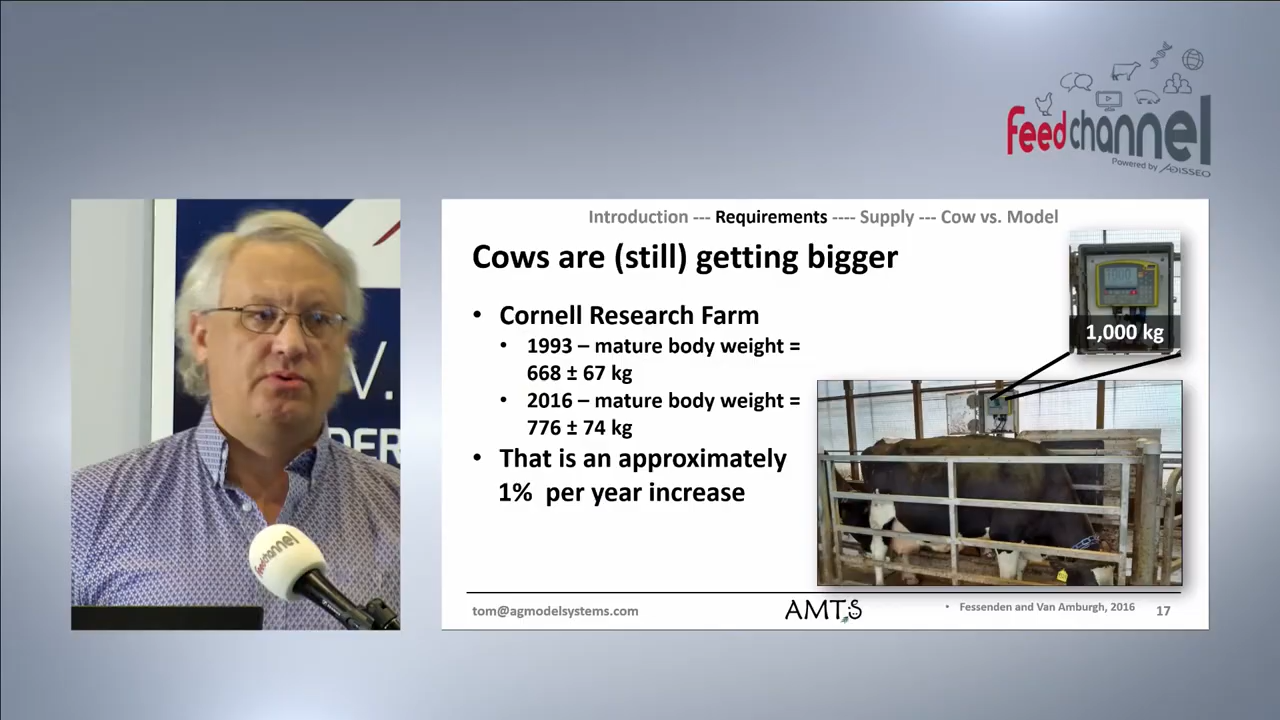 feedchannel
Powered by ADISSEO
V.
DER
feedchannel
Introduction --- Requirements ---- Supply --- Cow vs. Model
Cows are (still) getting bigger
• Cornell Research Farm
• 1993 – mature body weight =
668 ± 67 kg
• 2016 – mature body weight =
776 ± 74 kg
• That is an approximately
1% per year increase
1,000 kg
tom@agmodelsystems.com
AMTS
• Fessenden and Van Amburgh, 2016
17